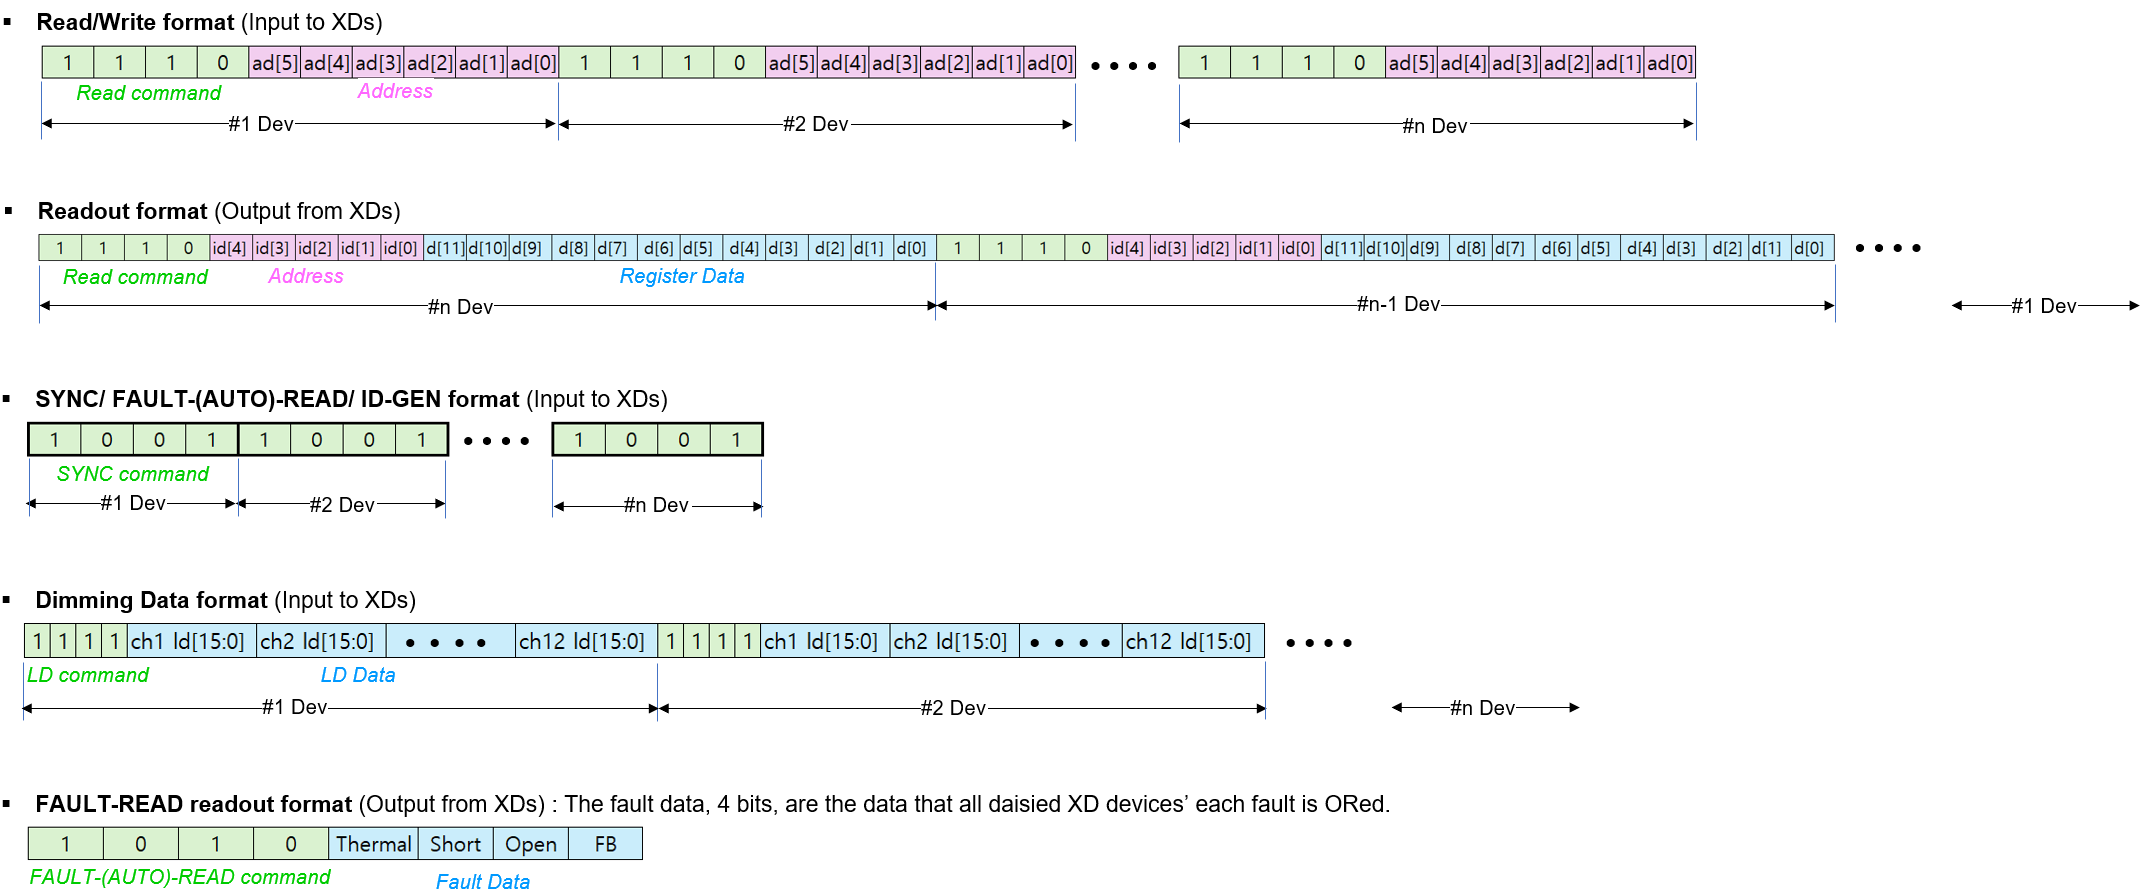 ▪ Read/Write format (Input to XDs)
1 1 1 0 ad[5] ad[4] ad[3] ad[2] ad[1] ad[0] 1 1 1 0 ad[5] ad[4] ad[3] ad[2] ad[1] ad[0] • • • • 1 1 1 0 ad[5] ad[4] ad[3] ad[2] ad[1] ad[0]
Read command Address
#1 Dev #2 Dev #n Dev
▪ Readout format (Output from XDs)
1 1 1 0 id[4] id[3] id[2] id[1] id[0] d[11] d[10] d[9] d[8] d[7] d[6] d[5] d[4] d[3] d[2] d[1] d[0] 1 1 1 0 id[4] id[3] id[2] id[1] id[0] d[11] d[10] d[9] d[8] d[7] d[6] d[5] d[4] d[3] d[2] d[1] d[0] • • • •
Read command Address Register Data
#n Dev #n-1 Dev #1 Dev
▪ SYNC/ FAULT-(AUTO)-READ/ ID-GEN format (Input to XDs)
1 0 0 1 1 0 0 1 • • • • 1 0 0 1
SYNC command
#1 Dev #2 Dev #n Dev
▪ Dimming Data format (Input to XDs)
1 1 1 1 ch1 ld[15:0] ch2 ld[15:0] • • • • ch12 ld[15:0] 1 1 1 1 ch1 ld[15:0] ch2 ld[15:0] • • • • ch12 ld[15:0] • • • •
LD command LD Data
#1 Dev #2 Dev #n Dev
▪ FAULT-READ readout format (Output from XDs) : The fault data, 4 bits, are the data that all daisied XD devices’ each fault is ORed.
1 0 1 0 Thermal Short Open FB
FAULT-(AUTO)-READ command Fault Data